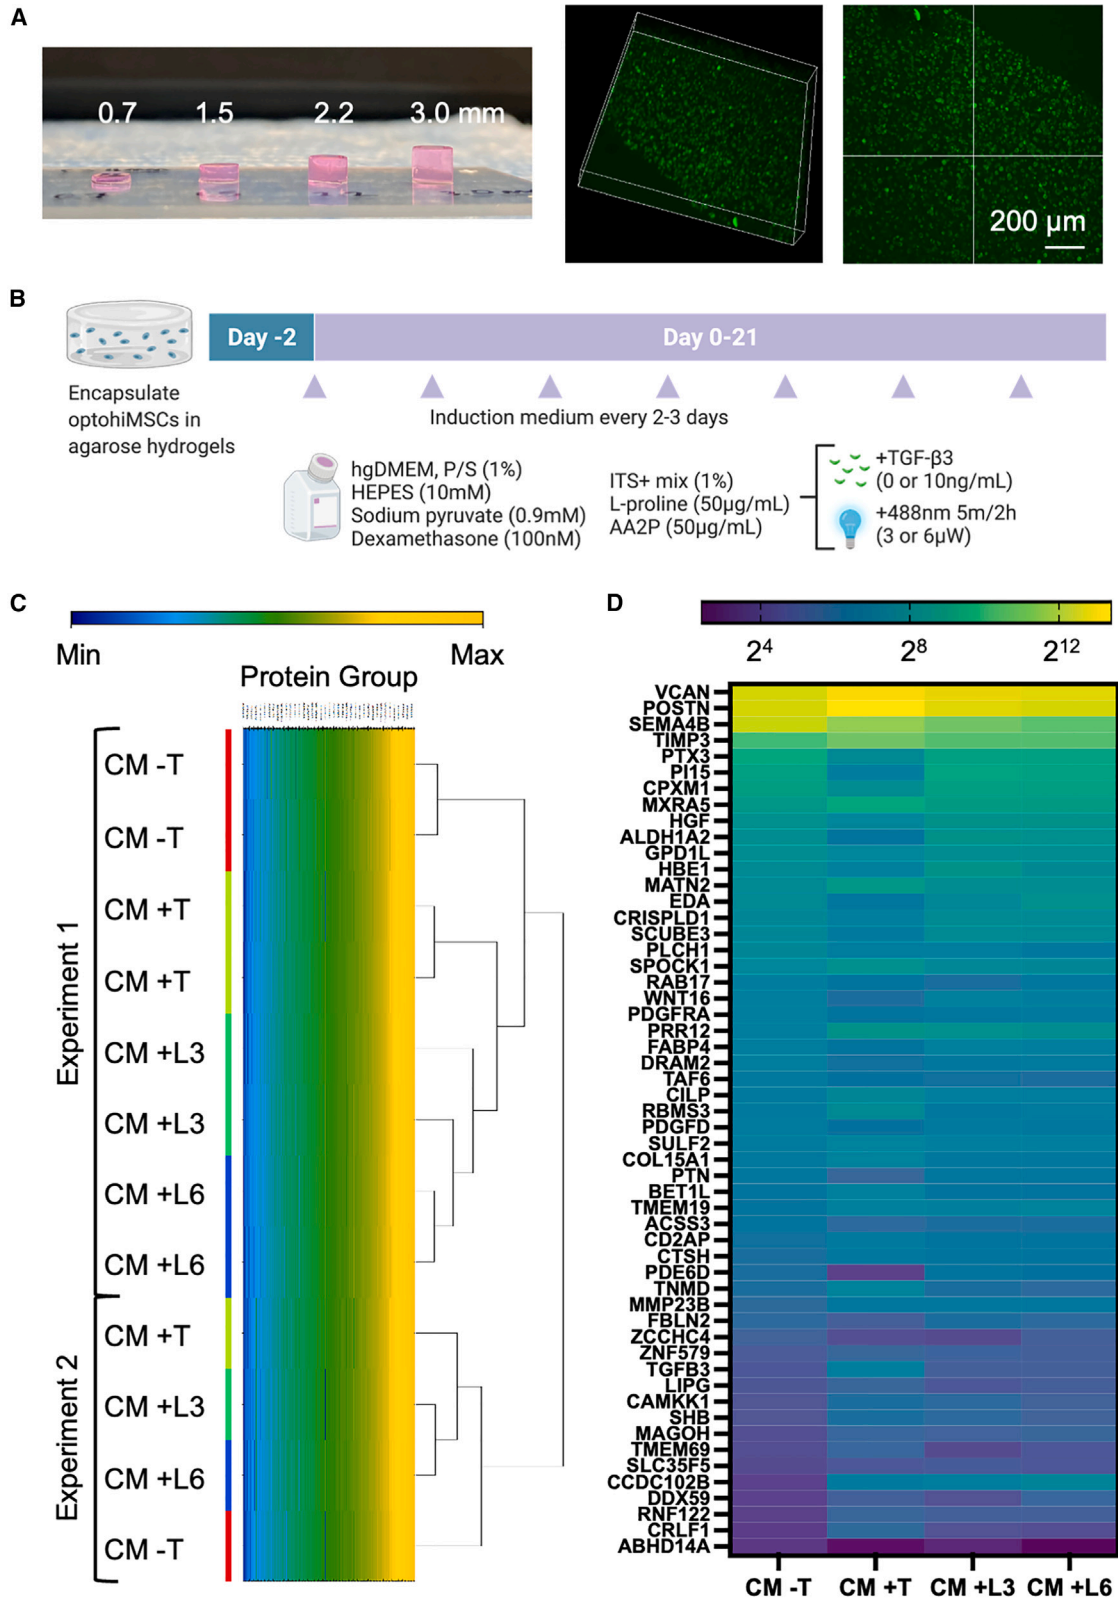 A
0.7 1.5 2.2 3.0 mm
200 µm
B
Day -2
Day 0-21
Encapsulate
optohiMSCs in
agarose hydrogels
Induction medium every 2-3 days
hgDMEM, P/S (1%)
HEPES (10mM)
Sodium pyruvate (0.9mM)
Dexamethasone (100nM)
ITS+ mix (1%)
L-proline (50µg/mL)
AA2P (50µg/mL)
+TGF-β3
(0 or 10ng/mL)
+488nm 5m/2h
(3 or 6µW)
C
Min
Max
Protein Group
Experiment 1
CM -T
CM -T
CM +T
CM +T
CM +L3
CM +L3
CM +L6
CM +L6
Experiment 2
CM +T
CM +L3
CM +L6
CM -T
D
2⁴ 2⁸ 2¹²
VCAN
POSTN
SEMA4B
TIMP3
PTX3
PI15
CPXM1
MXRA5
HGF
ALDH1A2
GPD1L
HBE1
MATN2
EDA
CRISPLD1
SCUBE3
PLCH1
SPOCK1
RAB17
WNT16
PDGFRA
PRR12
FABP4
DRAM2
TAF6
CILP
RBMS3
PDGFD
SULF2
COL15A1
PTN
BET1L
TMEM19
ACSS3
CD2AP
CTSH
PDE6D
TNMD
MMP23B
FBLN2
ZCCHC4
ZNF579
TGFB3
LIPG
CAMKK1
SHB
MAGOH
TMEM69
SLC35F5
CCDC102B
DDX59
RNF122
CRLF1
ABHD14A
CM -T CM +T CM +L3 CM +L6